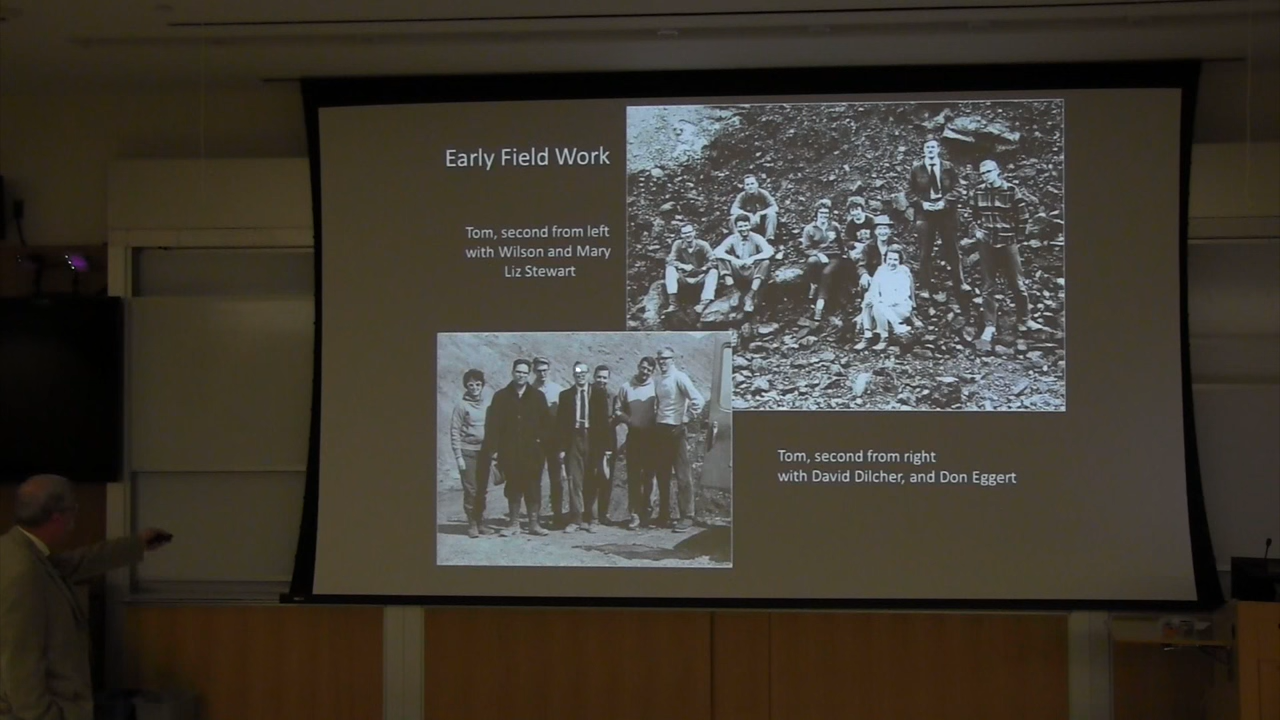 Early Field Work
Tom, second from left
with Wilson and Mary
Liz Stewart
Tom, second from right
with David Dilcher, and Don Eggert